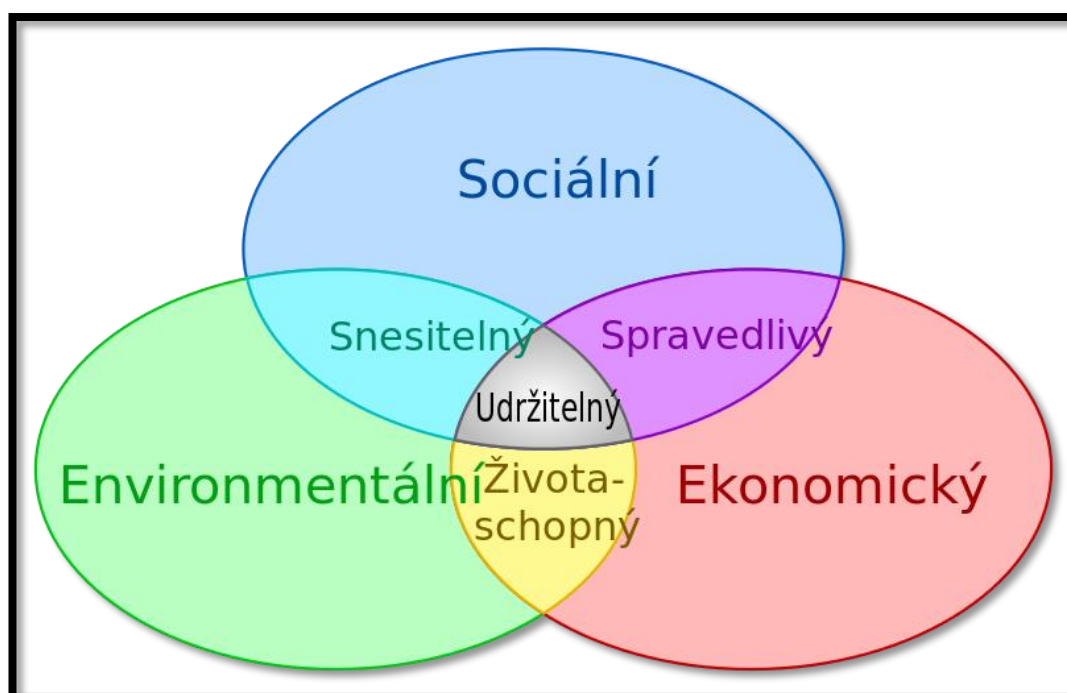 Sociální
Snesitelný
Spravedlivý
Udržitelný
Environmentální
Života-
schopný
Ekonomický